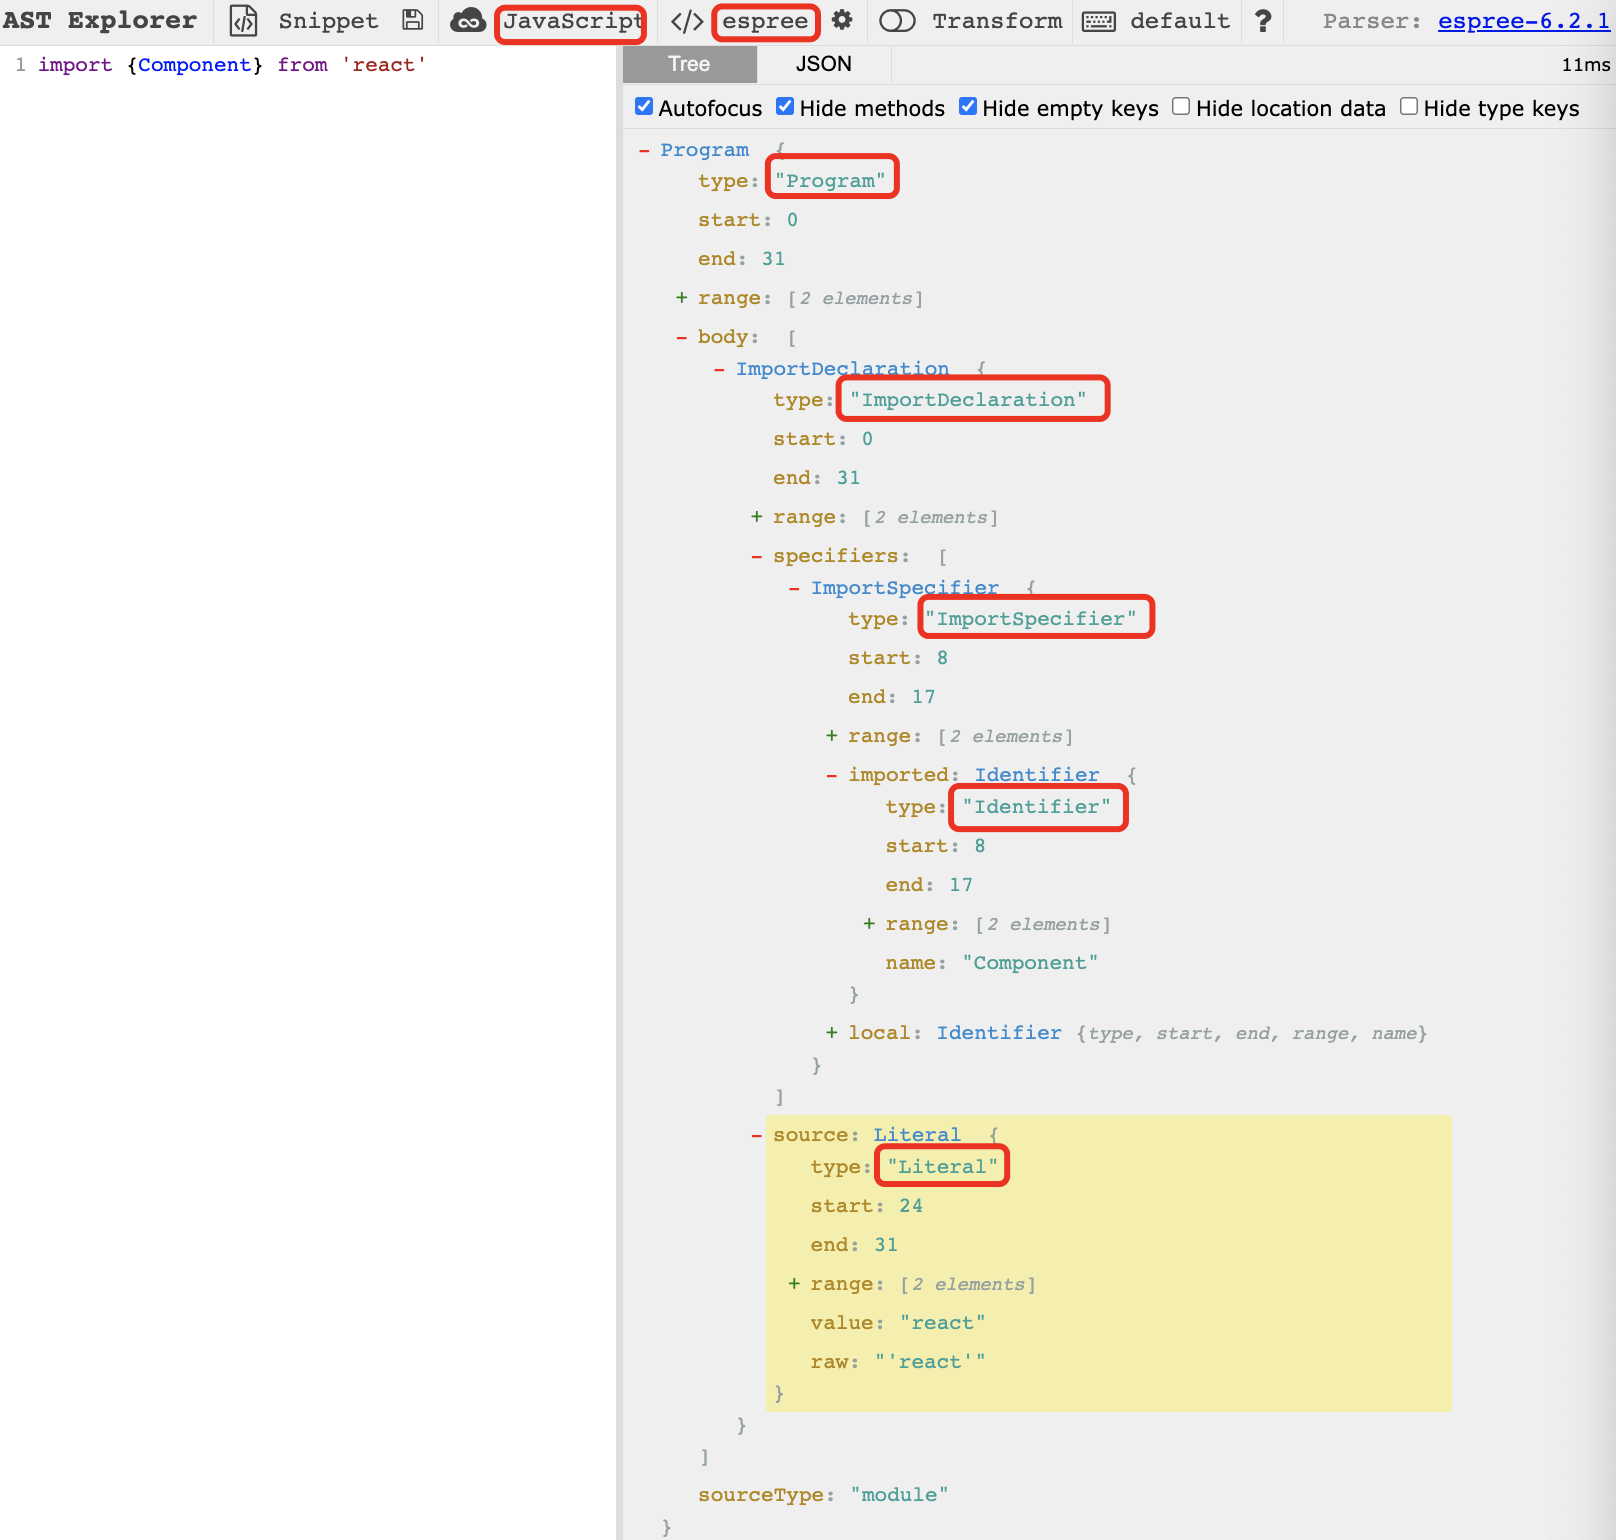 AST Explorer Snippet JavaScript </> espree Transform default ? Parser: espree-6.2.1
1 import {Component} from 'react'
Tree JSON 11ms
Autofocus Hide methods Hide empty keys Hide location data Hide type keys
- Program {
type: "Program"
start: 0
end: 31
+ range: [2 elements]
- body: [
- ImportDeclaration {
type: "ImportDeclaration"
start: 0
end: 31
+ range: [2 elements]
- specifiers: [
- ImportSpecifier {
type: "ImportSpecifier"
start: 8
end: 17
+ range: [2 elements]
- imported: Identifier {
type: "Identifier"
start: 8
end: 17
+ range: [2 elements]
name: "Component"
}
+ local: Identifier {type, start, end, range, name}
}
]
- source: Literal {
type: "Literal"
start: 24
end: 31
+ range: [2 elements]
value: "react"
raw: "'react'"
}
}
]
sourceType: "module"
}